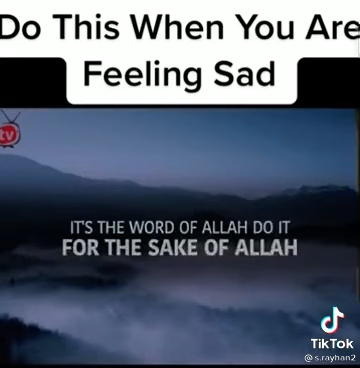 Do This When You Are
Feeling Sad
tv
IT'S THE WORD OF ALLAH DO IT
FOR THE SAKE OF ALLAH
TikTok
@s.rayhan2